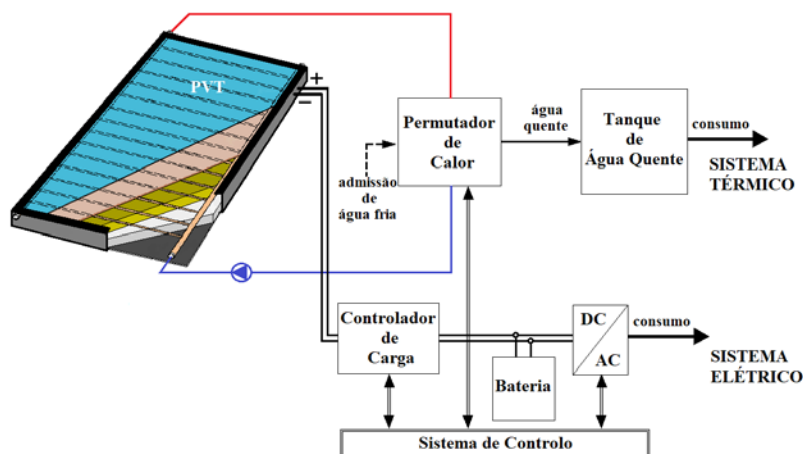 PVT
+
−
Permutador
de
Calor
admissão
de
água fria
água
quente
Tanque
de
Água Quente
consumo
SISTEMA
TÉRMICO
Controlador
de
Carga
Bateria
DC
AC
consumo
SISTEMA
ELÉTRICO
Sistema de Controlo